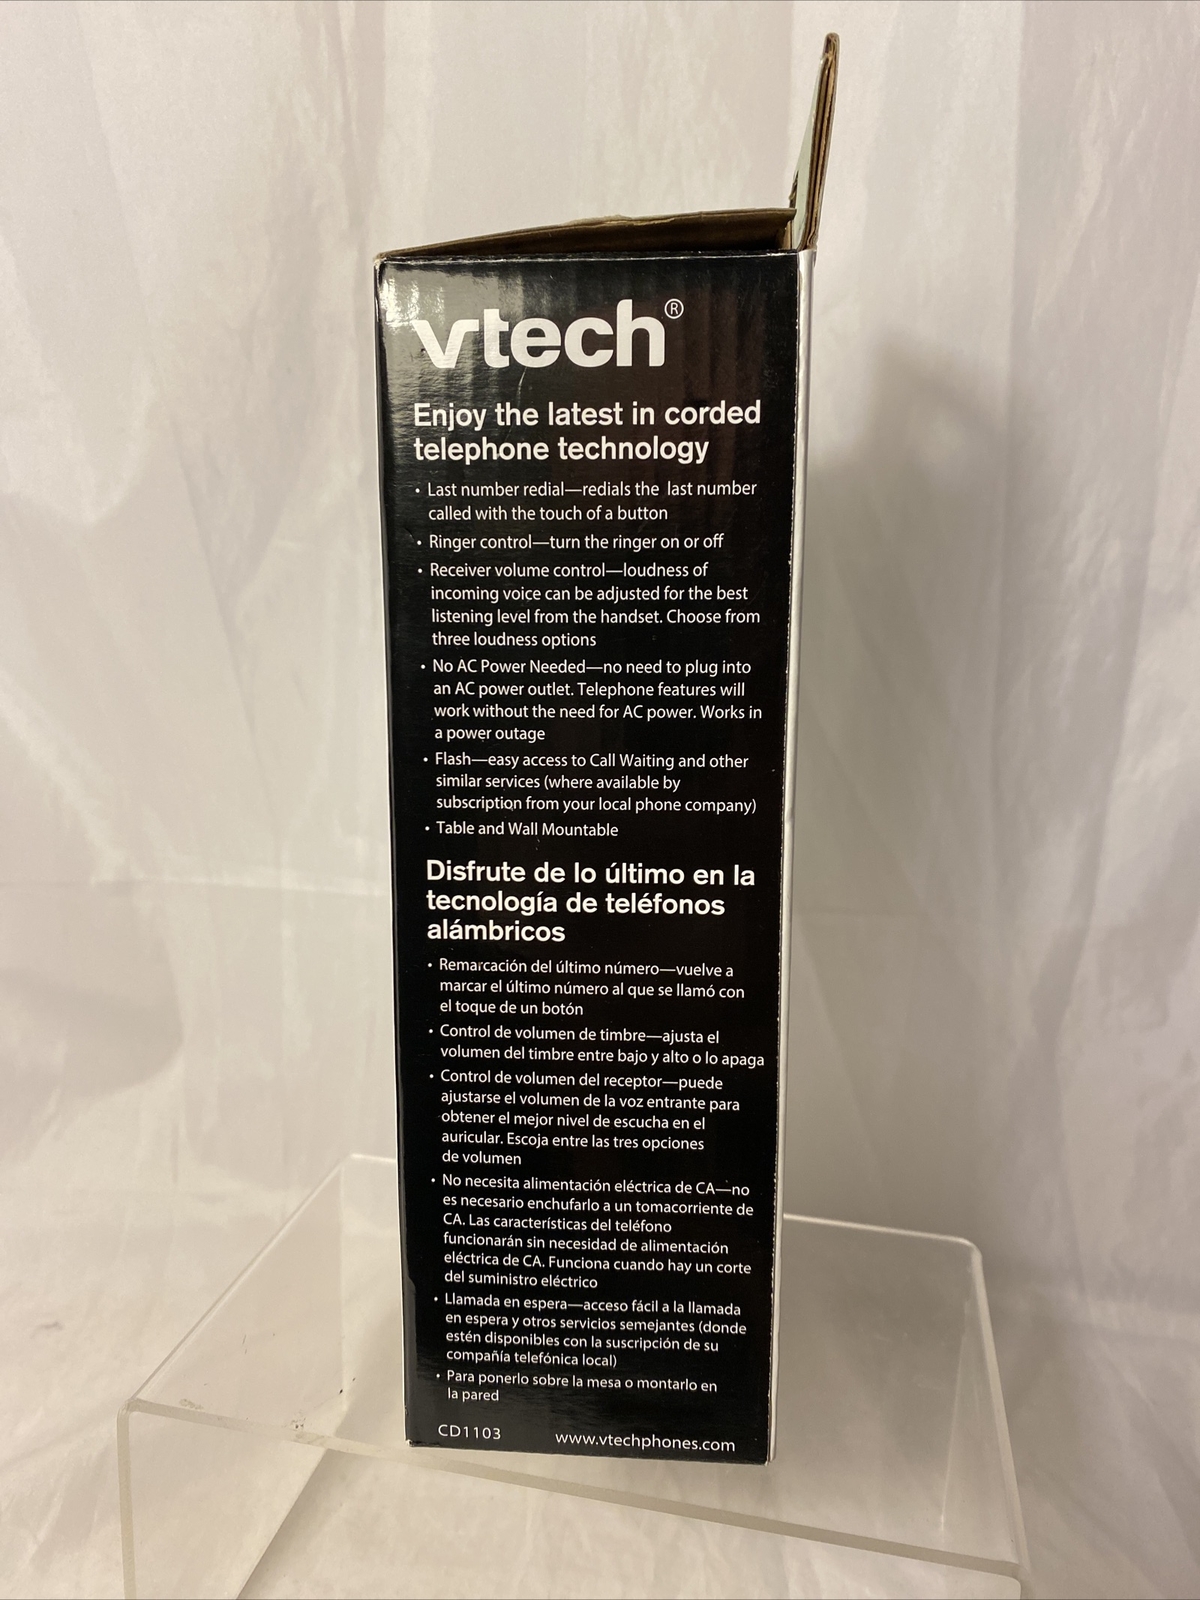 vtech®
Enjoy the latest in corded
telephone technology
• Last number redial—redials the last number
called with the touch of a button
• Ringer control—turn the ringer on or off
• Receiver volume control—loudness of
incoming voice can be adjusted for the best
listening level from the handset. Choose from
three loudness options
• No AC Power Needed—no need to plug into
an AC power outlet. Telephone features will
work without the need for AC power. Works in
a power outage
• Flash—easy access to Call Waiting and other
similar services (where available by
subscription from your local phone company)
• Table and Wall Mountable
Disfrute de lo último en la
tecnología de teléfonos
alámbricos
• Remarcación del último número—vuelve a
marcar el último número al que se llamó con
el toque de un botón
• Control de volumen de timbre—ajusta el
volumen del timbre entre bajo y alto o lo apaga
• Control de volumen del receptor—puede
ajustarse el volumen de la voz entrante para
obtener el mejor nivel de escucha en el
auricular. Escoja entre las tres opciones
de volumen
• No necesita alimentación eléctrica de CA—no
es necesario enchufarlo a un tomacorriente de
CA. Las características del teléfono
funcionarán sin necesidad de alimentación
eléctrica de CA. Funciona cuando hay un corte
del suministro eléctrico
• Llamada en espera—acceso fácil a la llamada
en espera y otros servicios semejantes (donde
estén disponibles con la suscripción de su
compañía telefónica local)
• Para ponerlo sobre la mesa o montarlo en
la pared
CD1103 www.vtechphones.com